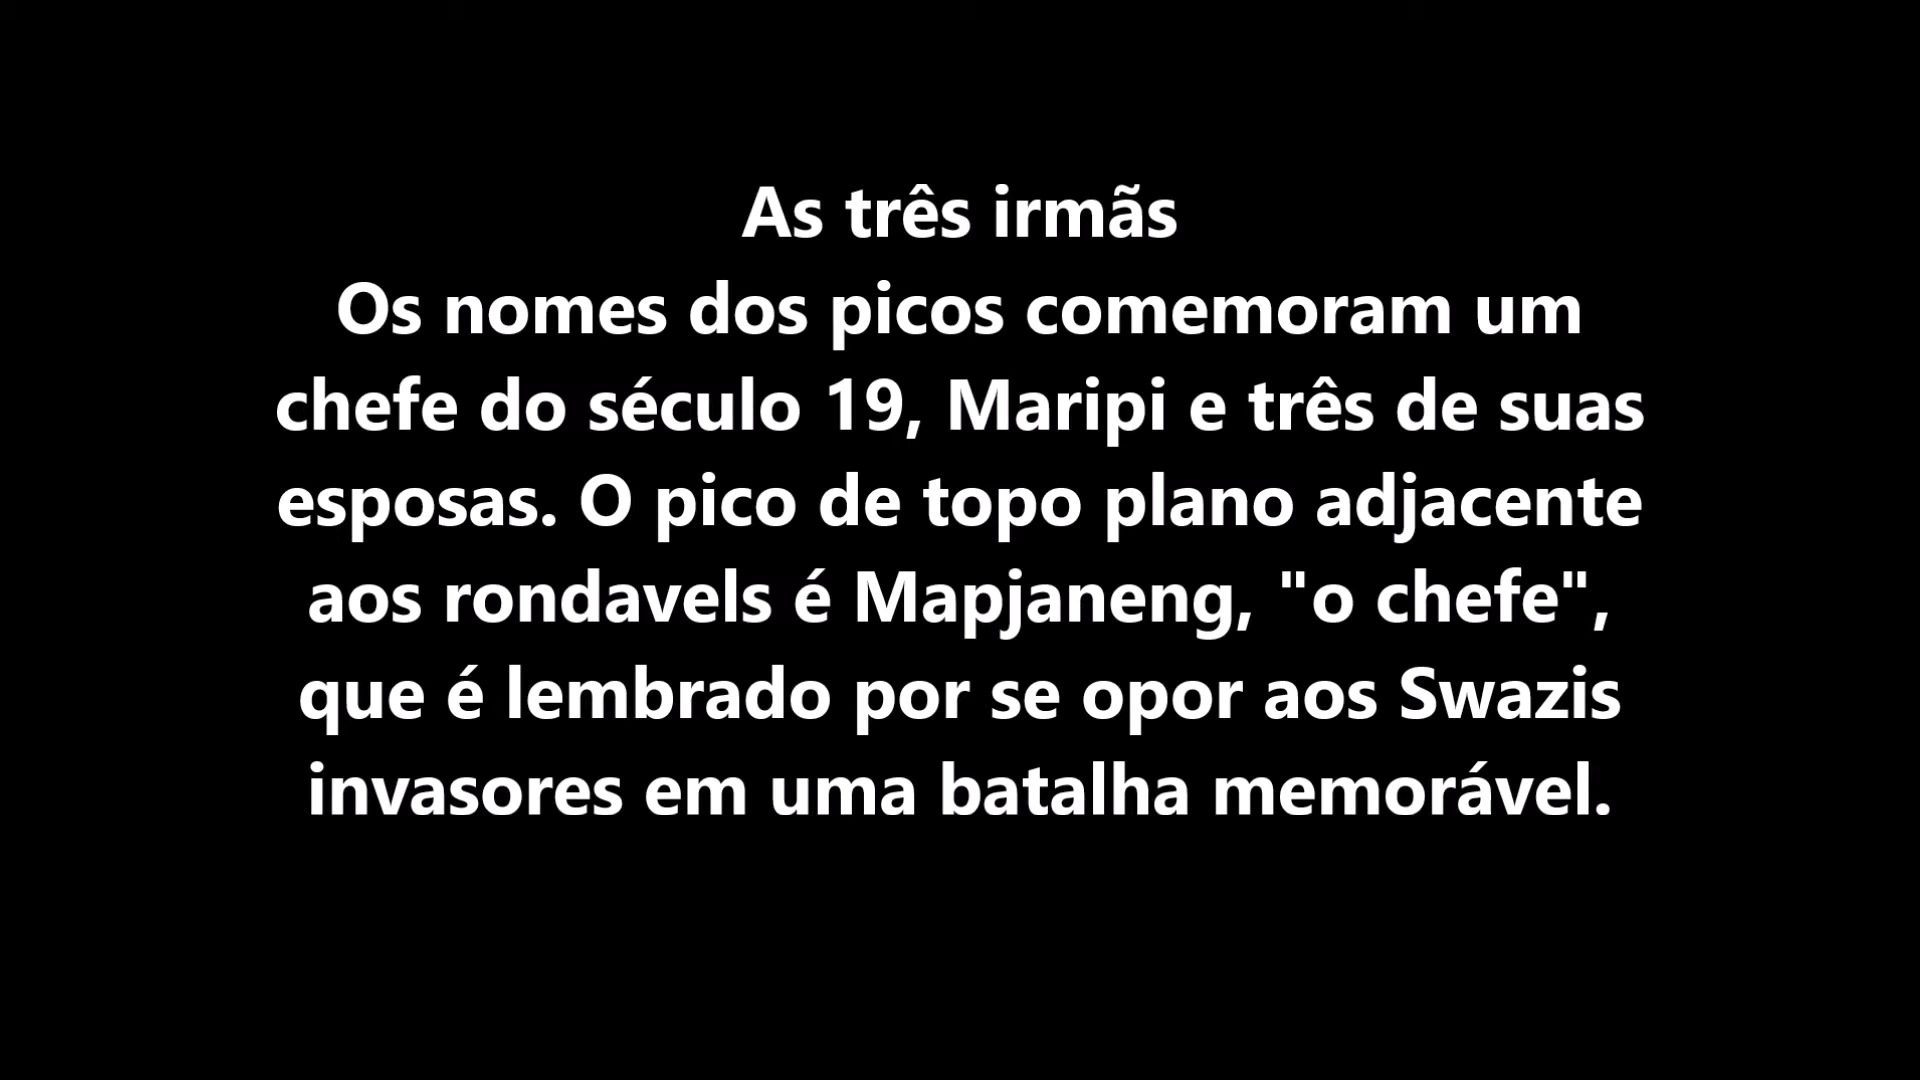 As três irmãs
Os nomes dos picos comemoram um
chefe do século 19, Maripi e três de suas
esposas. O pico de topo plano adjacente
aos rondavels é Mapjaneng, "o chefe",
que é lembrado por se opor aos Swazis
invasores em uma batalha memorável.